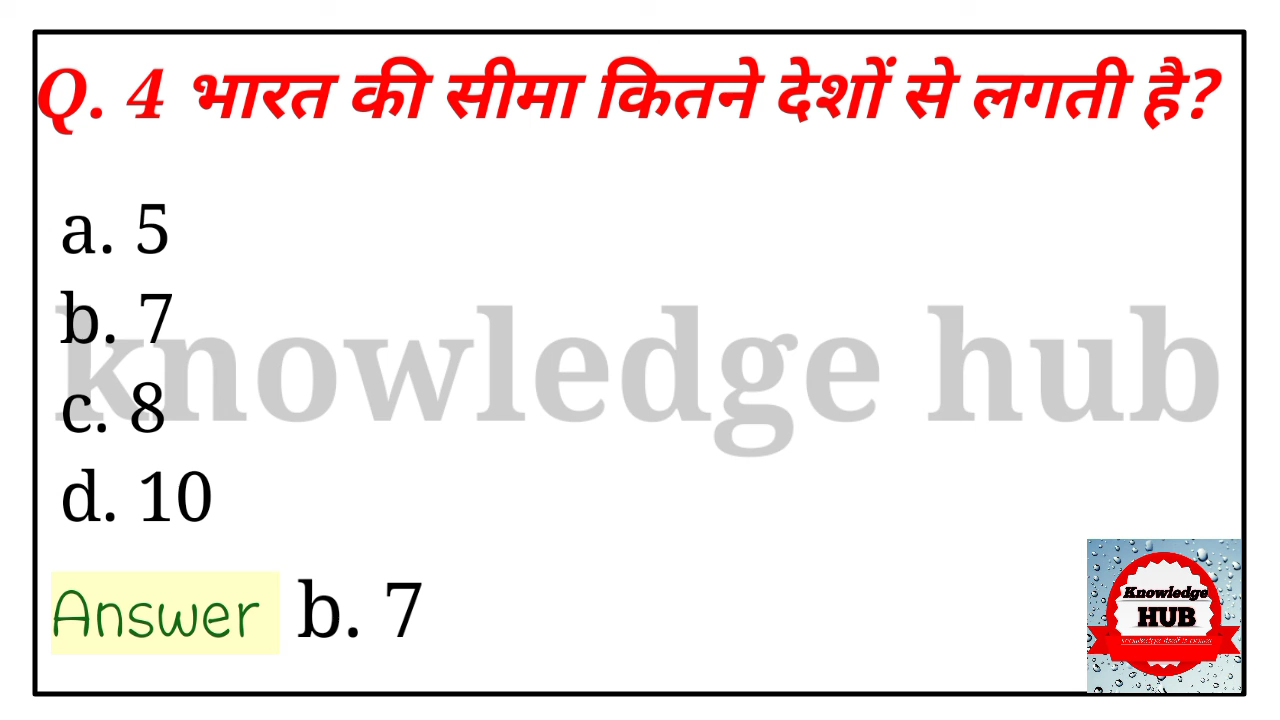 Q. 4 भारत की सीमा कितने देशों से लगती है?
a. 5
b. 7
c. 8
d. 10
knowledge hub
Answer b. 7
Knowledge
HUB